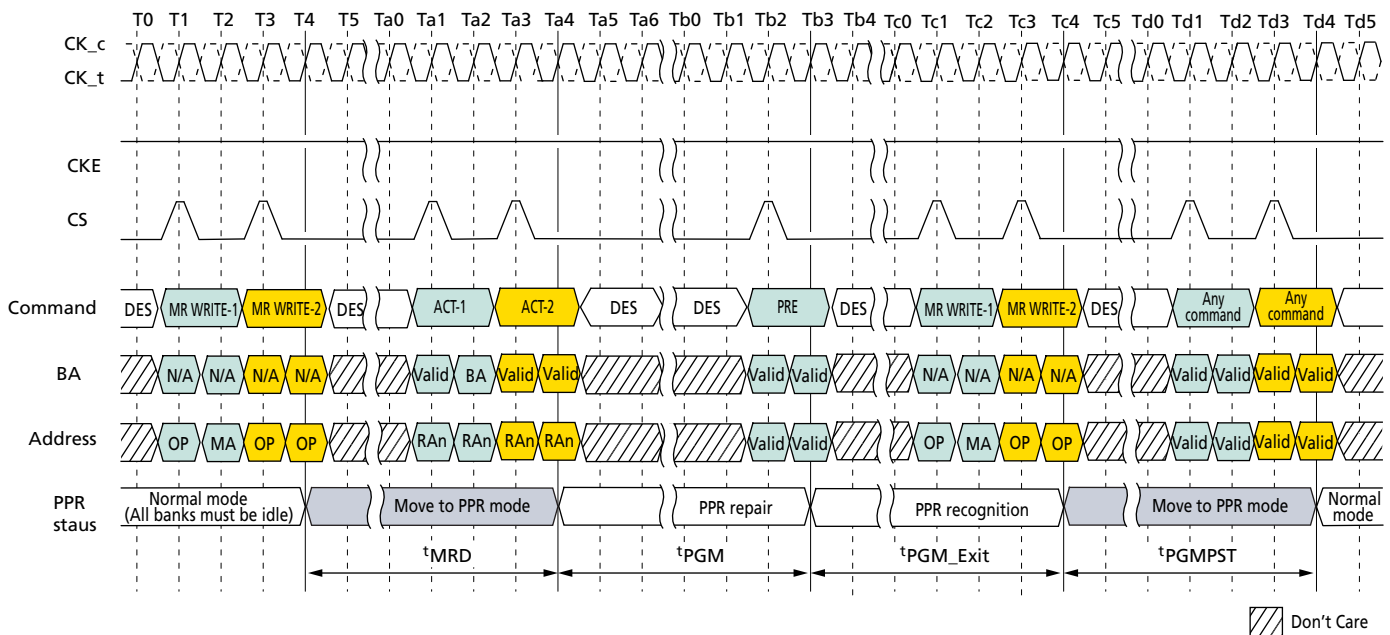 T0 T1 T2 T3 T4 T5 Ta0 Ta1 Ta2 Ta3 Ta4 Ta5 Ta6 Tb0 Tb1 Tb2 Tb3 Tb4 Tc0 Tc1 Tc2 Tc3 Tc4 Tc5 Td0 Td1 Td2 Td3 Td4 Td5
CK_c
CK_t
CKE
CS
Command DES MR WRITE-1 MR WRITE-2 DES ACT-1 ACT-2 DES DES PRE DES MR WRITE-1 MR WRITE-2 DES Any command Any command
BA N/A N/A N/A N/A Valid BA Valid Valid Valid Valid N/A N/A N/A N/A Valid Valid Valid Valid
Address OP MA OP OP RAn RAn RAn RAn Valid Valid OP MA OP OP Valid Valid Valid Valid
PPR staus Normal mode (All banks must be idle) Move to PPR mode PPR repair PPR recognition Move to PPR mode Normal mode
tMRD tPGM tPGM_Exit tPGMPST
Don't Care